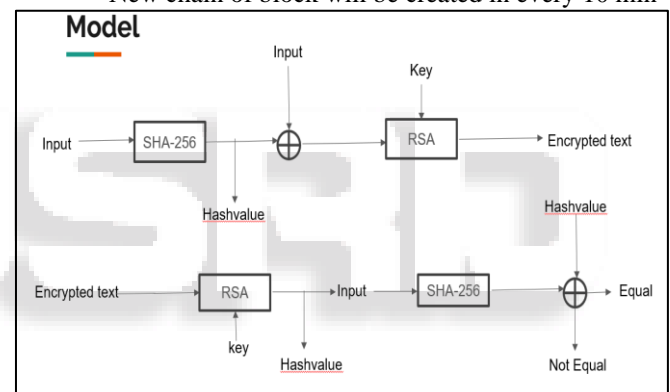 New chain of block will be created in every 10 min
Model
Input
Key
Input
SHA-256
RSA
Encrypted text
Hashvalue
Hashvalue
Encrypted text
RSA
Input
SHA-256
Equal
key
Hashvalue
Not Equal